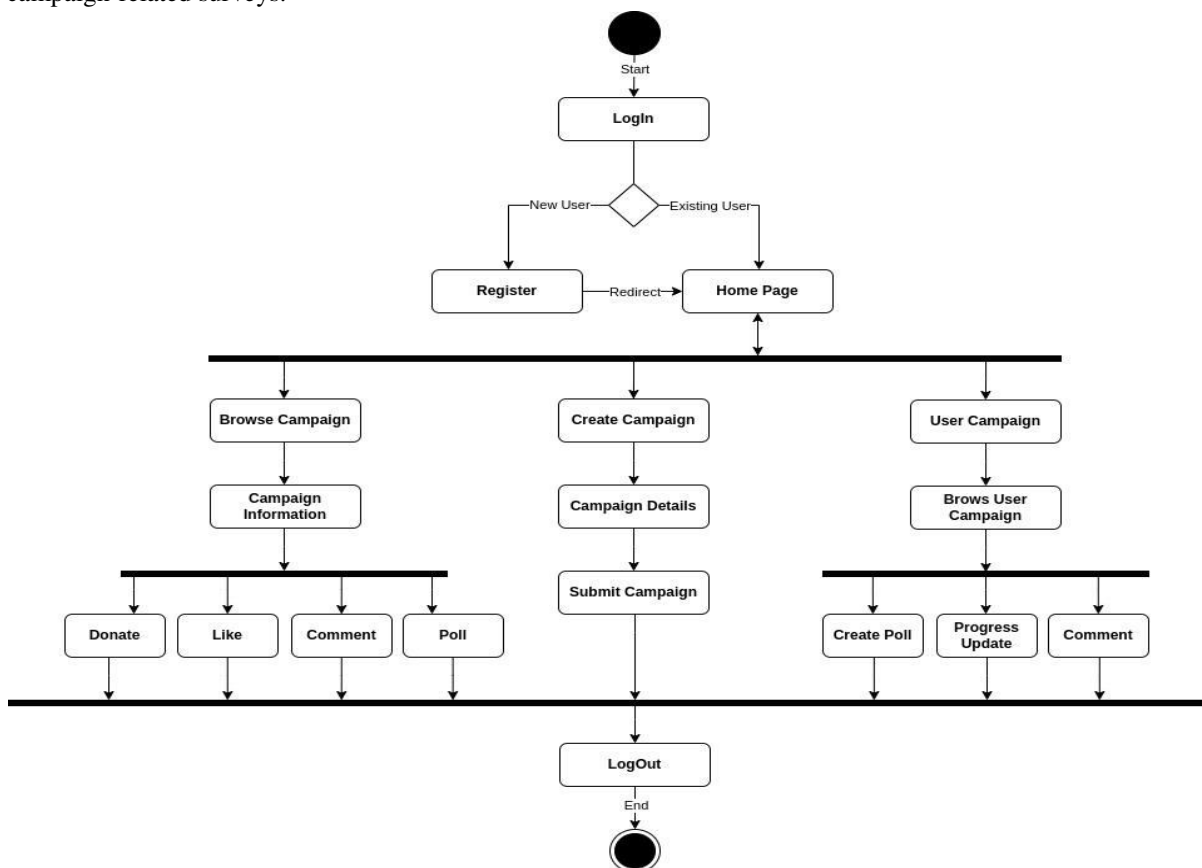 campaign-related surveys.
Start
LogIn
New User
Existing User
Register
Redirect
Home Page
Browse Campaign
Create Campaign
User Campaign
Campaign
Information
Campaign Details
Brows User
Campaign
Submit Campaign
Donate
Like
Comment
Poll
Create Poll
Progress
Update
Comment
LogOut
End